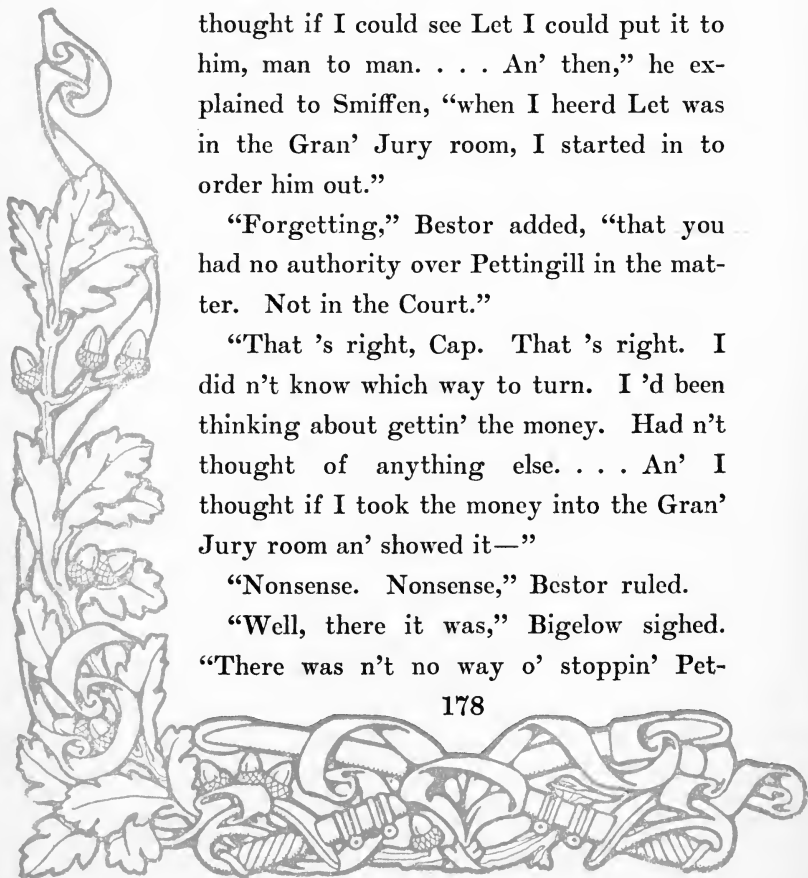 thought if I could see Let I could put it to
him, man to man. . . . An’ then,” he ex-
plained to Smiffen, “when I heerd Let was
in the Gran’ Jury room, I started in to
order him out.”
“Forgetting,” Bestor added, “that you
had no authority over Pettingill in the mat-
ter. Not in the Court.”
“That ’s right, Cap. That ’s right. I
did n’t know which way to turn. I ’d been
thinking about gettin’ the money. Had n’t
thought of anything else. . . . An’ I
thought if I took the money into the Gran’
Jury room an’ showed it—”
“Nonsense. Nonsense,” Bestor ruled.
“Well, there it was,” Bigelow sighed.
“There was n’t no way o’ stoppin’ Pet-
178